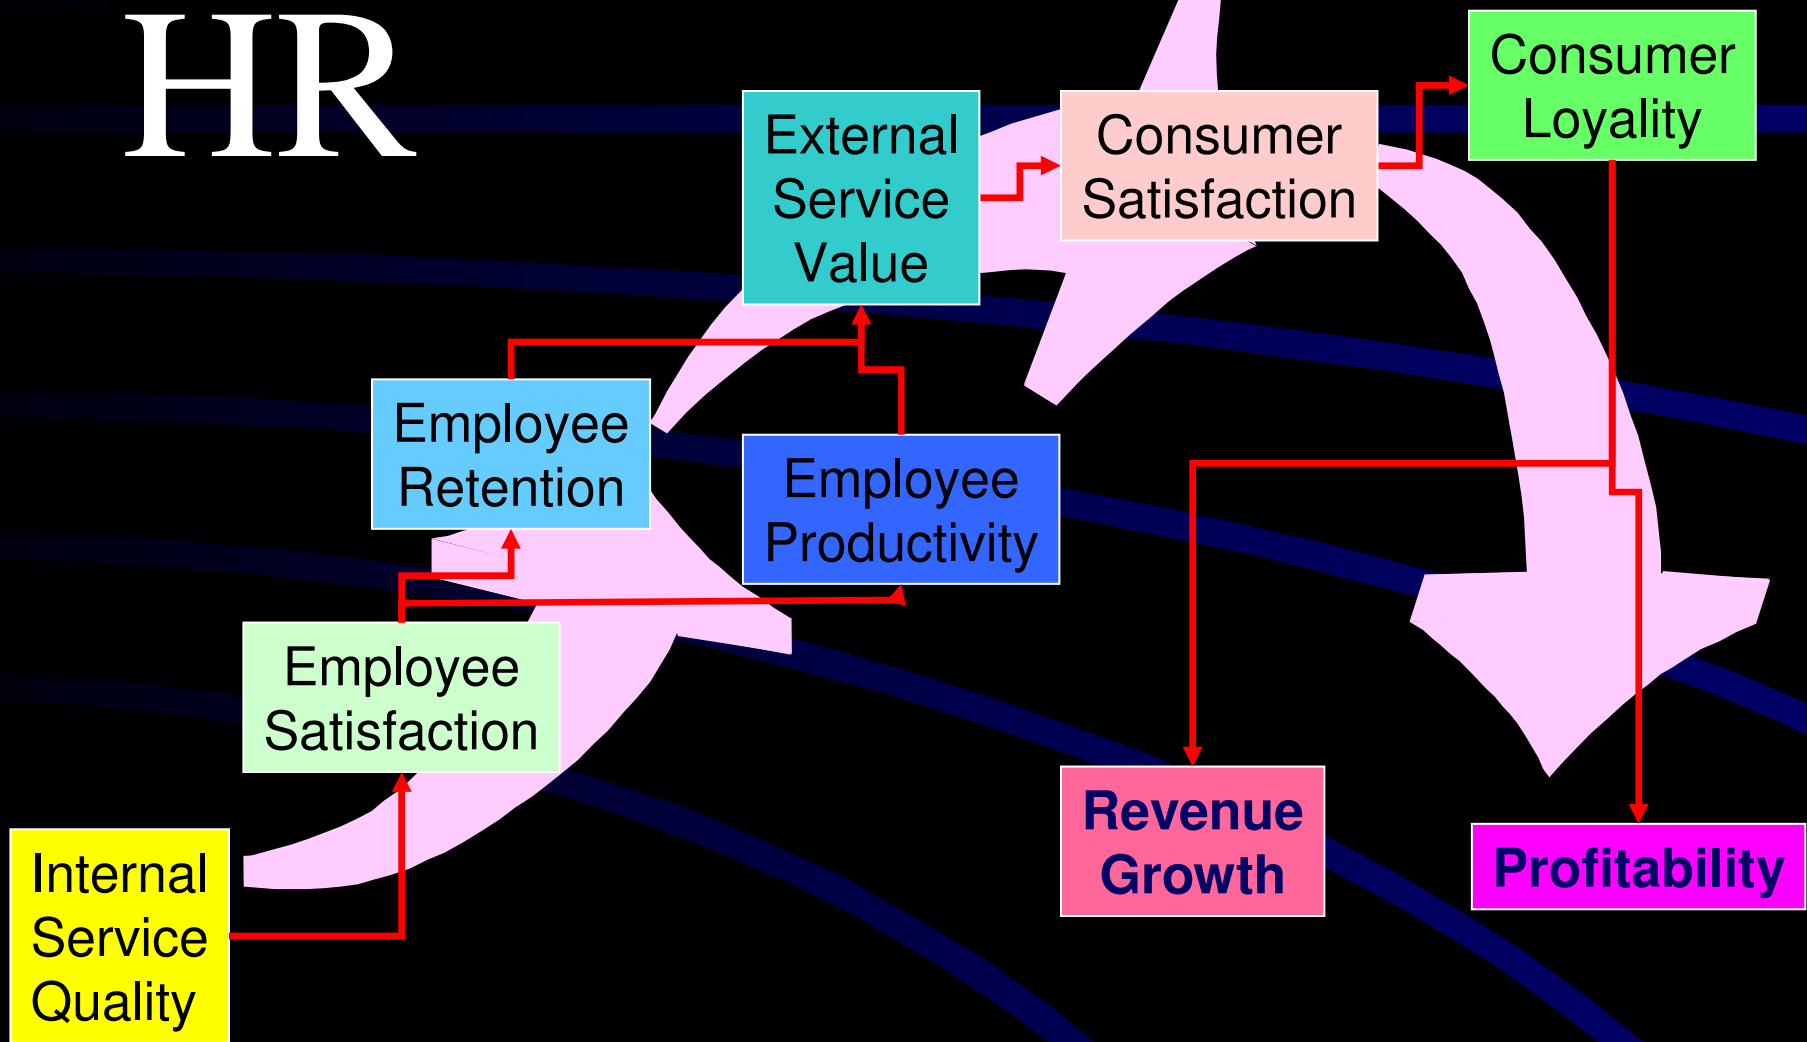 HR
External
Service
Value
Consumer
Satisfaction
Consumer
Loyality
Employee
Retention
Employee
Productivity
Employee
Satisfaction
Internal
Service
Quality
Revenue
Growth
Profitability